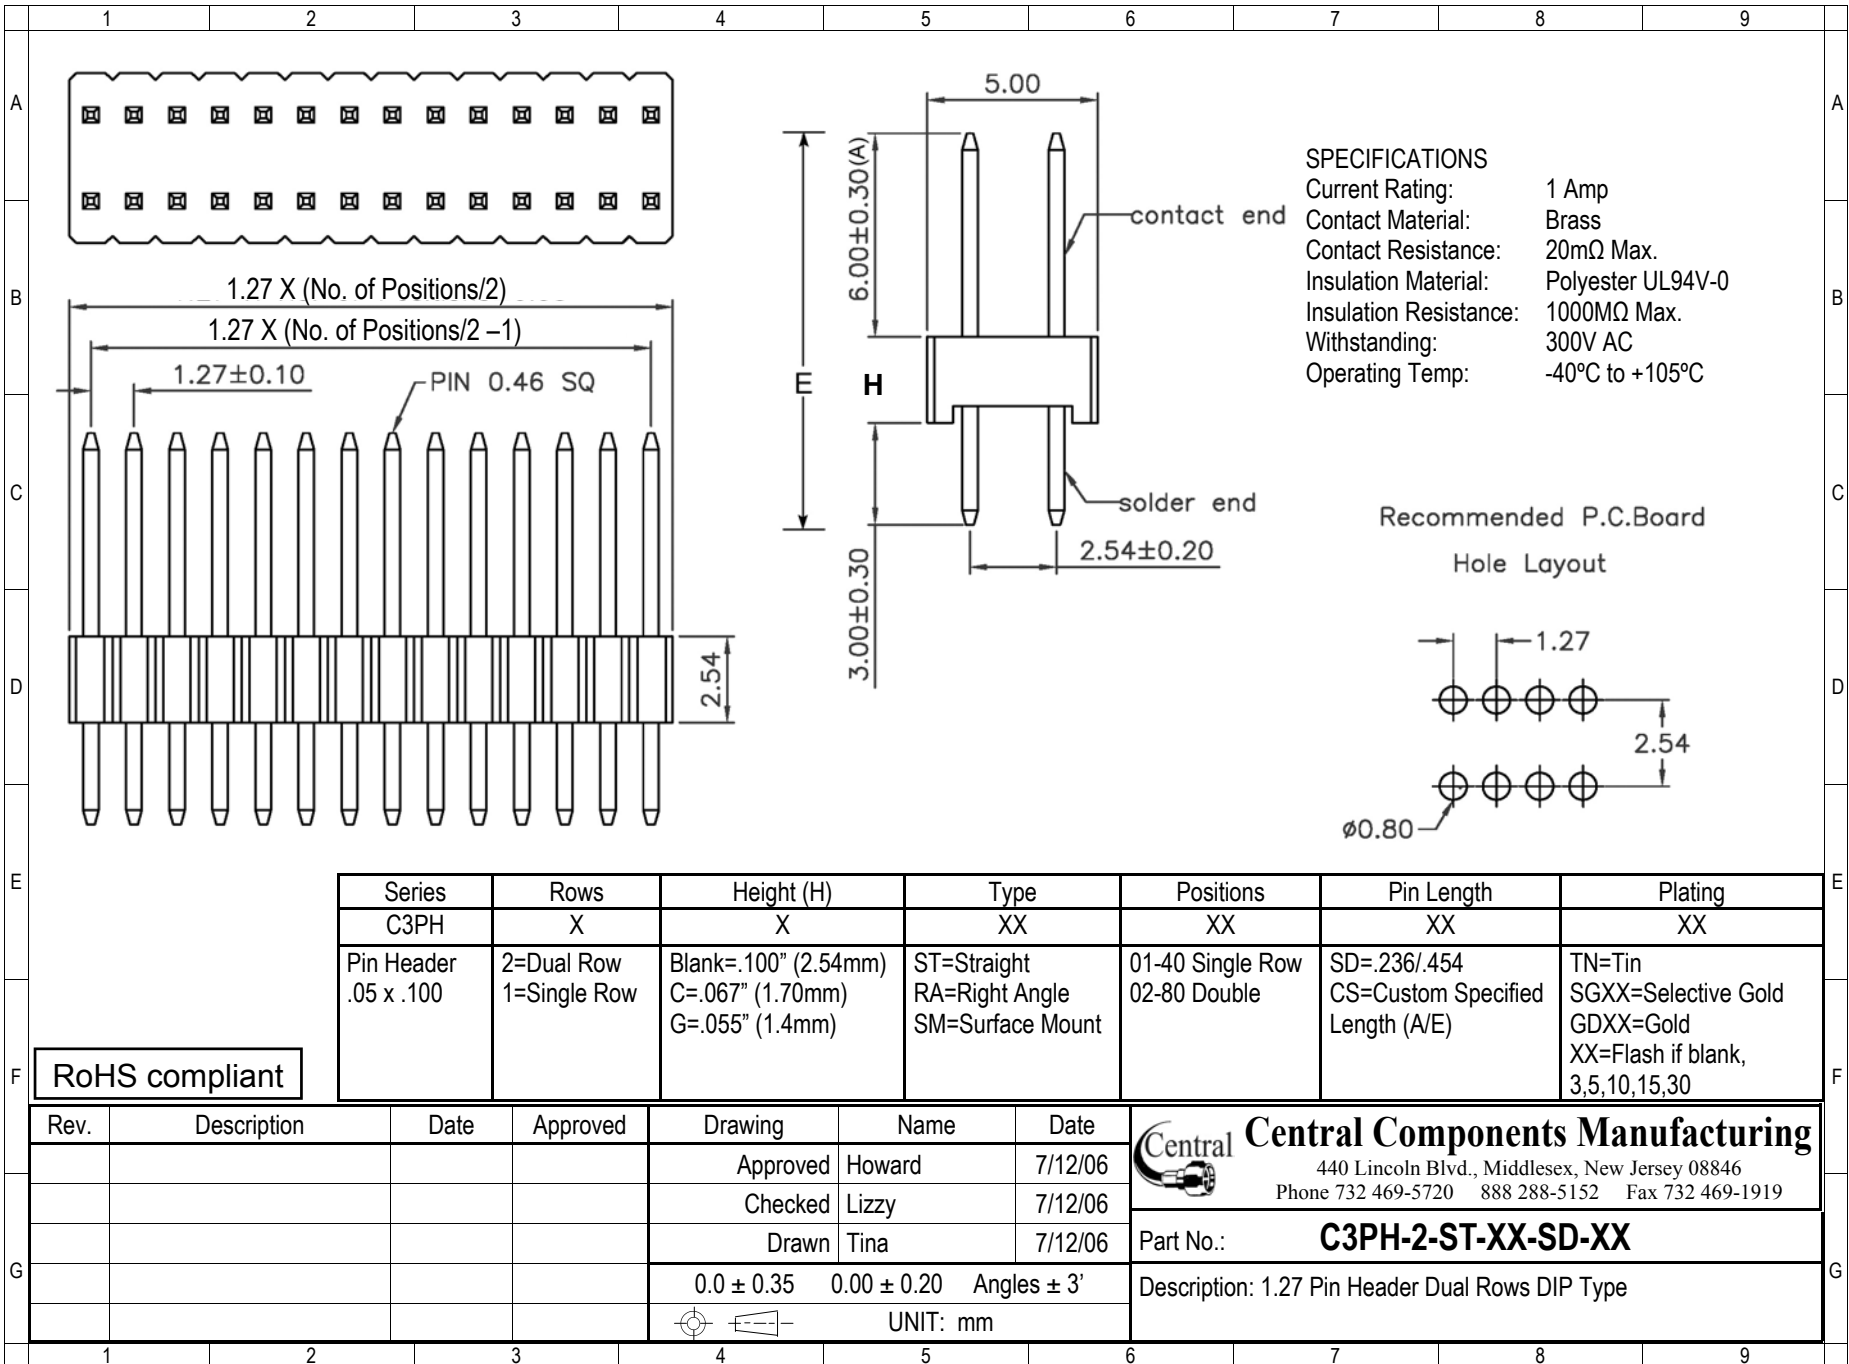 1 2 3 4 5 6 7 8 9
A A
B B
C C
D D
E E
F F
G G
1.27 X (No. of Positions/2)
1.27 X (No. of Positions/2 –1)
1.27±0.10
PIN 0.46 SQ
2.54
5.00
6.00±0.30(A)
E
H
contact end
solder end
3.00±0.30
2.54±0.20
SPECIFICATIONS
Current Rating: 1 Amp
Contact Material: Brass
Contact Resistance: 20mΩ Max.
Insulation Material: Polyester UL94V-0
Insulation Resistance: 1000MΩ Max.
Withstanding: 300V AC
Operating Temp: -40ºC to +105ºC
Recommended P.C.Board
Hole Layout
1.27
2.54
ø0.80
Series Rows Height (H) Type Positions Pin Length Plating
C3PH X X XX XX XX XX
Pin Header
.05 x .100
2=Dual Row
1=Single Row
Blank=.100” (2.54mm)
C=.067” (1.70mm)
G=.055” (1.4mm)
ST=Straight
RA=Right Angle
SM=Surface Mount
01-40 Single Row
02-80 Double
SD=.236/.454
CS=Custom Specified
Length (A/E)
TN=Tin
SGXX=Selective Gold
GDXX=Gold
XX=Flash if blank,
3,5,10,15,30
RoHS compliant
Rev. Description Date Approved
Drawing Name Date
Approved Howard 7/12/06
Checked Lizzy 7/12/06
Drawn Tina 7/12/06
0.0 ± 0.35 0.00 ± 0.20 Angles ± 3’
UNIT: mm
Central
Central Components Manufacturing
440 Lincoln Blvd., Middlesex, New Jersey 08846
Phone 732 469-5720 888 288-5152 Fax 732 469-1919
Part No.: C3PH-2-ST-XX-SD-XX
Description: 1.27 Pin Header Dual Rows DIP Type
1 2 3 4 5 6 7 8 9